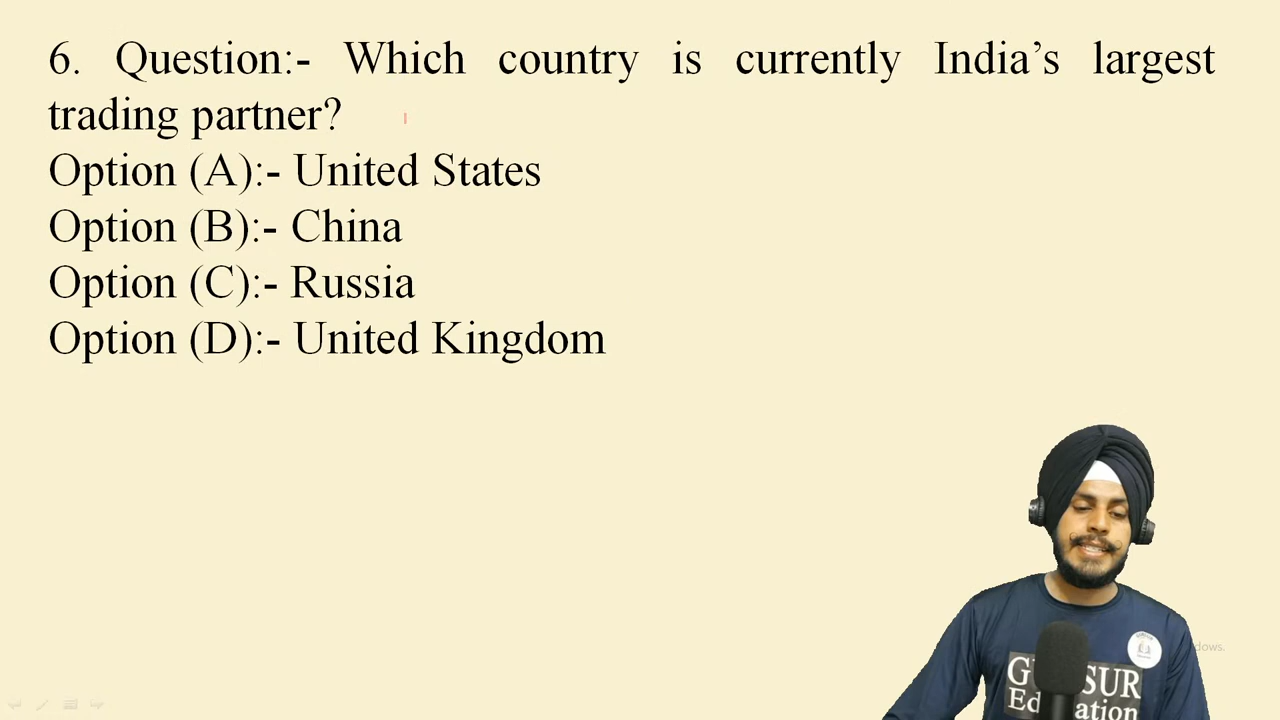 6. Question:- Which country is currently India’s largest
trading partner?
Option (A):- United States
Option (B):- China
Option (C):- Russia
Option (D):- United Kingdom
dows.